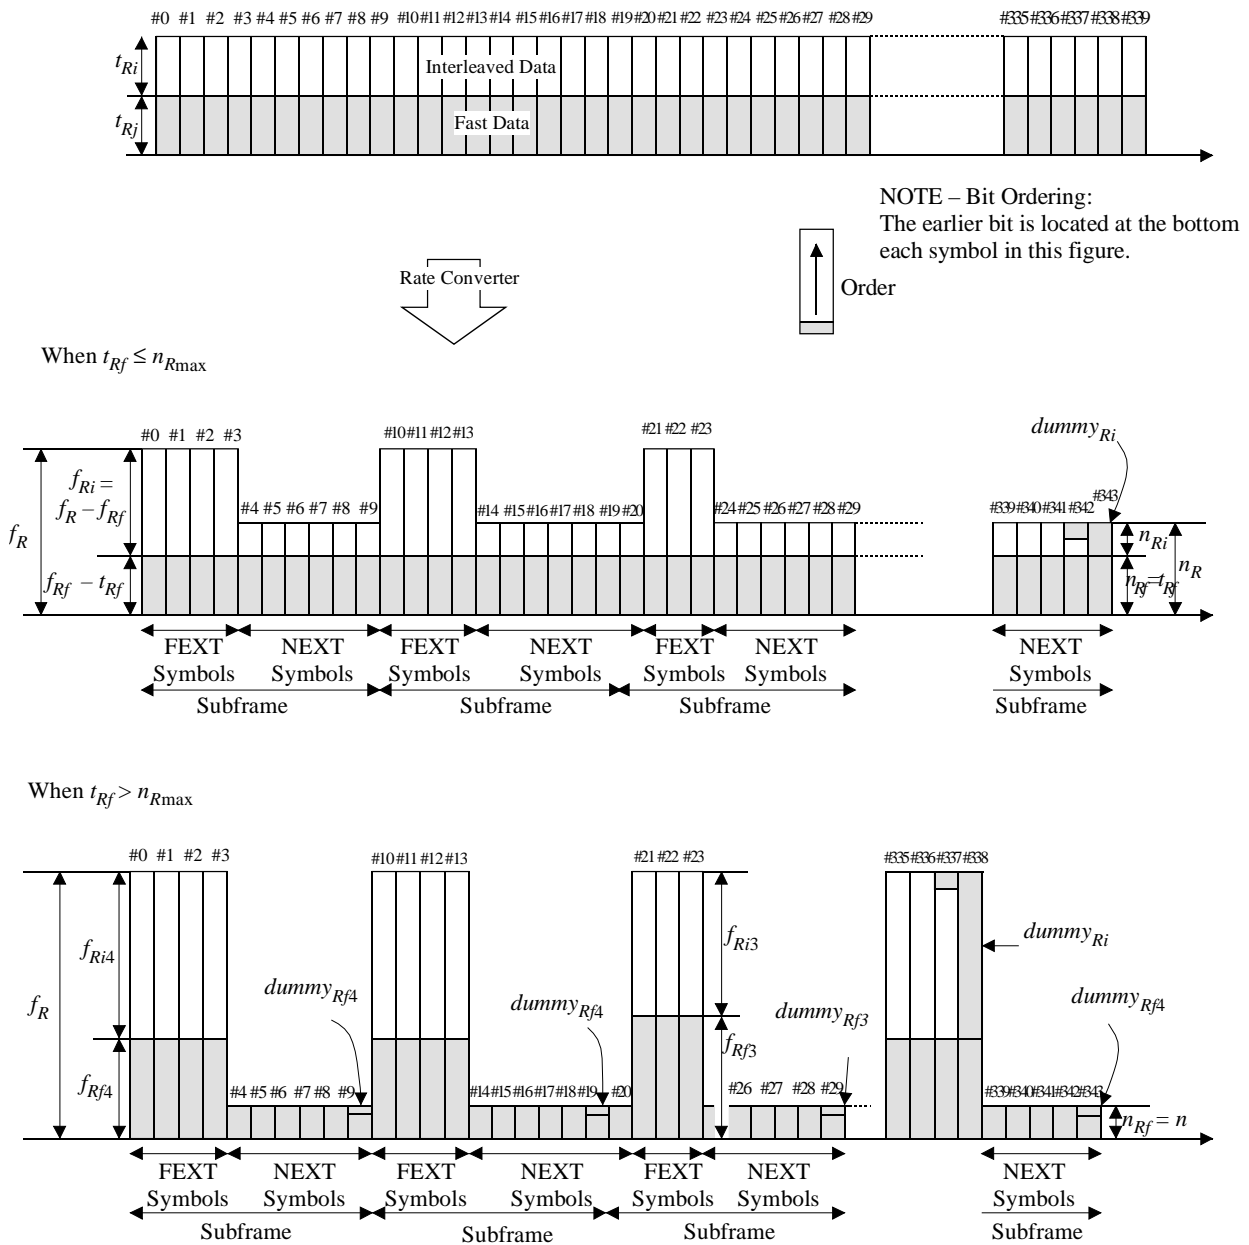 #0 #1 #2 #3 #4 #5 #6 #7 #8 #9 #10 #11 #12 #13 #14 #15 #16 #17 #18 #19 #20 #21 #22 #23 #24 #25 #26 #27 #28 #29 #335 #336 #337 #338 #339
t_Ri
Interleaved Data
t_Rj
Fast Data
NOTE – Bit Ordering:
The earlier bit is located at the bottom
each symbol in this figure.
Rate Converter
Order
When t_Rf ≤ n_Rmax
#0 #1 #2 #3 #10 #11 #12 #13 #21 #22 #23
dummy_Ri
#4 #5 #6 #7 #8 #9 #14 #15 #16 #17 #18 #19 #20 #24 #25 #26 #27 #28 #29 #339 #340 #341 #342 #343
f_R
f_Ri =
f_R – f_Rf
f_Rf – t_Rf
n_Ri
n_Rf = t_Rf
n_R
FEXT Symbols NEXT Symbols FEXT Symbols NEXT Symbols FEXT Symbols NEXT Symbols NEXT Symbols
Subframe Subframe Subframe Subframe
When t_Rf > n_Rmax
#0 #1 #2 #3 #10 #11 #12 #13 #21 #22 #23 #335 #336 #337 #338
f_R
f_Ri4
f_Ri3
dummy_Ri
dummy_Rf4
dummy_Rf4
dummy_Rf3
dummy_Rf4
f_Rf4
f_Rf3
#4 #5 #6 #7 #8 #9 #14 #15 #16 #17 #18 #19 #20 #26 #27 #28 #29 #339 #340 #341 #342 #343
n_Rf = n
FEXT Symbols NEXT Symbols FEXT Symbols NEXT Symbols FEXT Symbols NEXT Symbols NEXT Symbols
Subframe Subframe Subframe Subframe